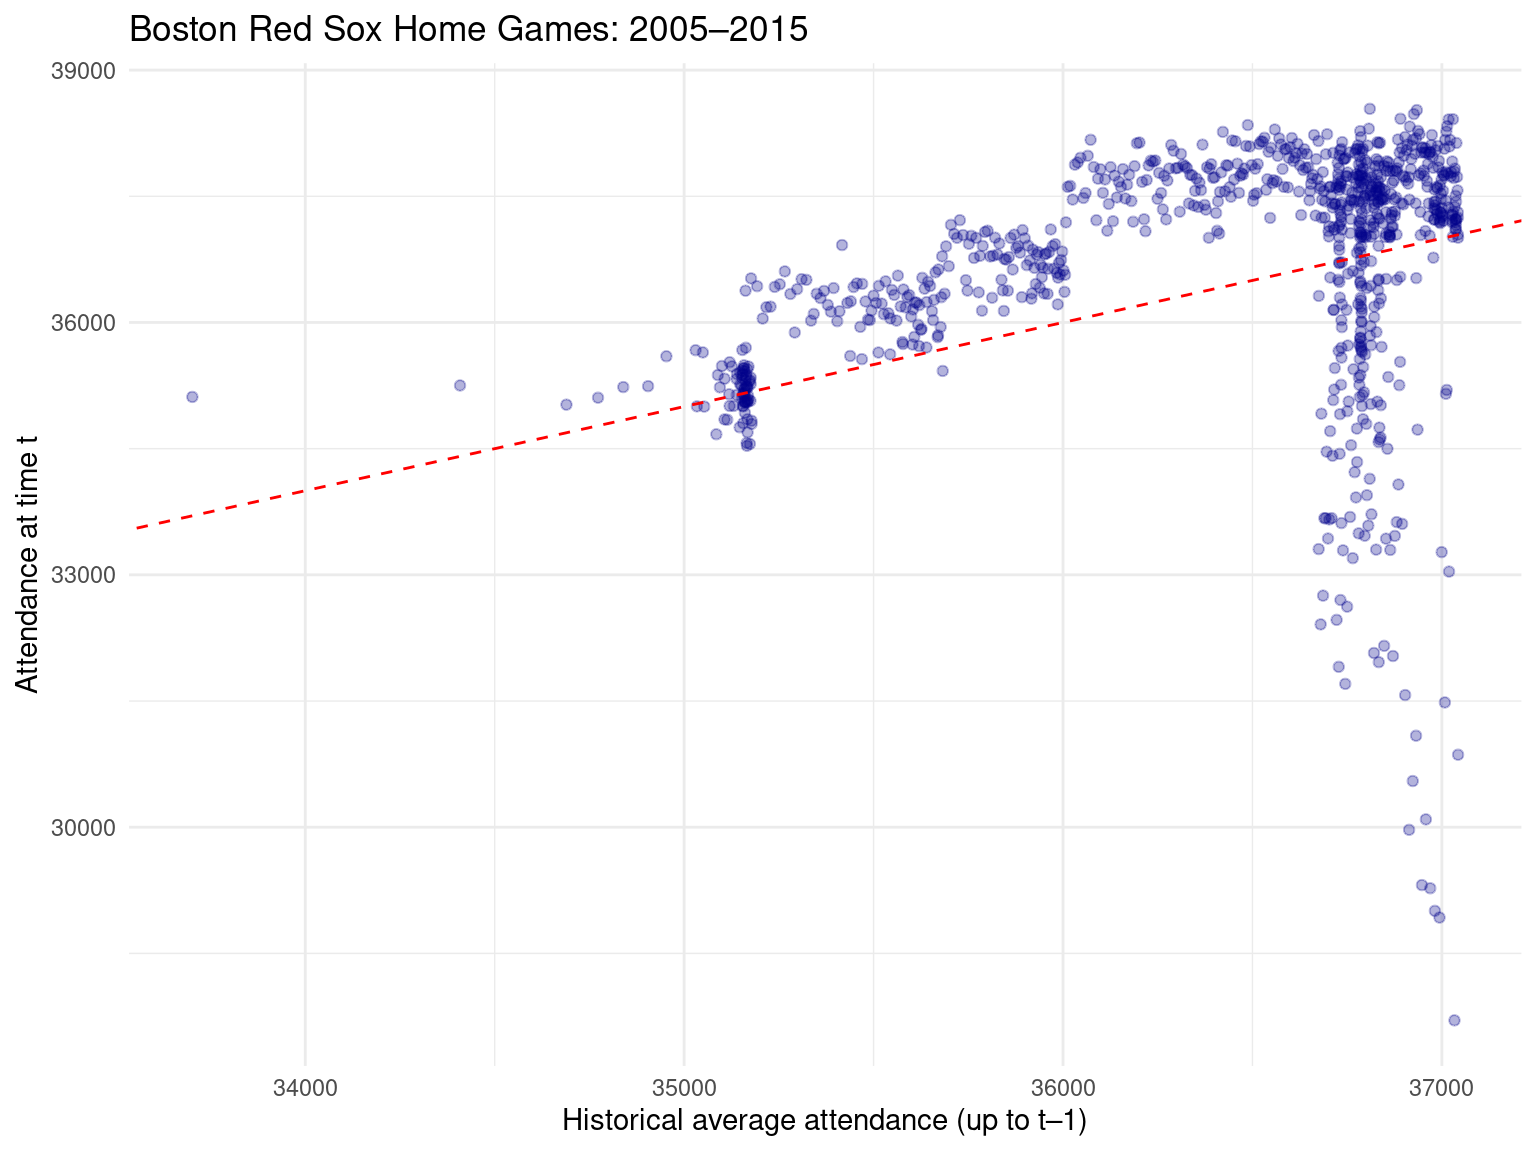 Boston Red Sox Home Games: 2005–2015
39000
36000
33000
30000
Attendance at time t
34000
35000
36000
37000
Historical average attendance (up to t−1)